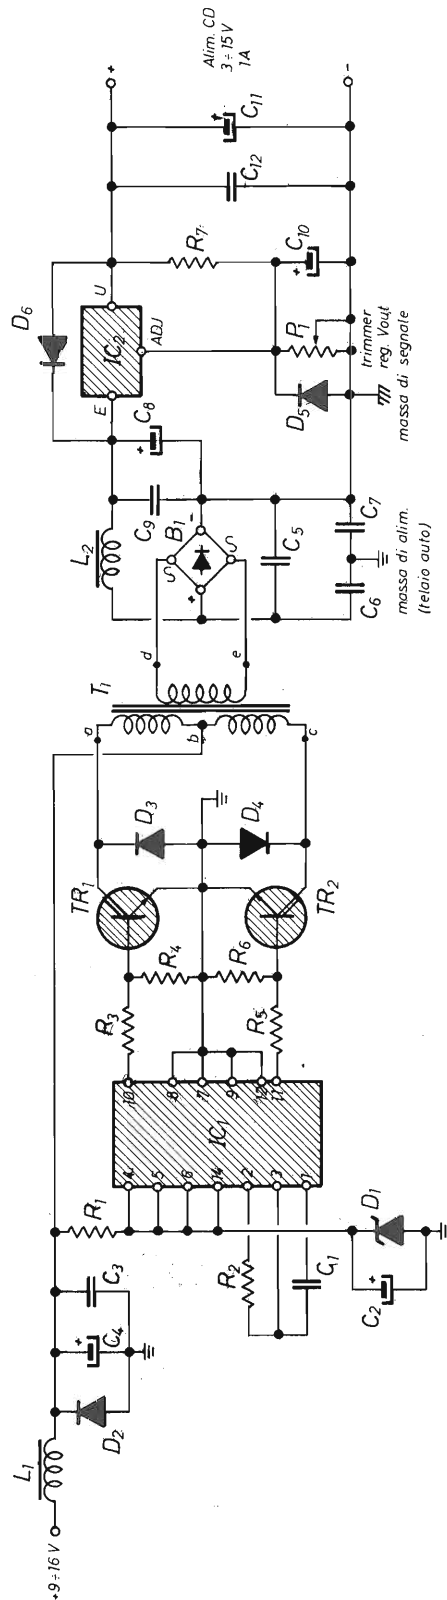 +9÷16 V
L1
D2
C4
+
C3
R1
R2
C1
C2
+
D1
IC1
4
5
6
14
2
3
1
10
8
7
9
12
11
R3
R4
R5
R6
TR1
TR2
D3
D4
T1
a
b
c
d
e
B1
S
S
+
-
L2
C9
C8
+
C5
C6
C7
massa di alim.
(telaio auto)
D6
E
U
IC2
ADJ
D5
P1
trimmer
reg. Vout
massa di segnale
R7
C10
+
C12
C11
+
+
-
Alim. CD
3÷15 V
1A